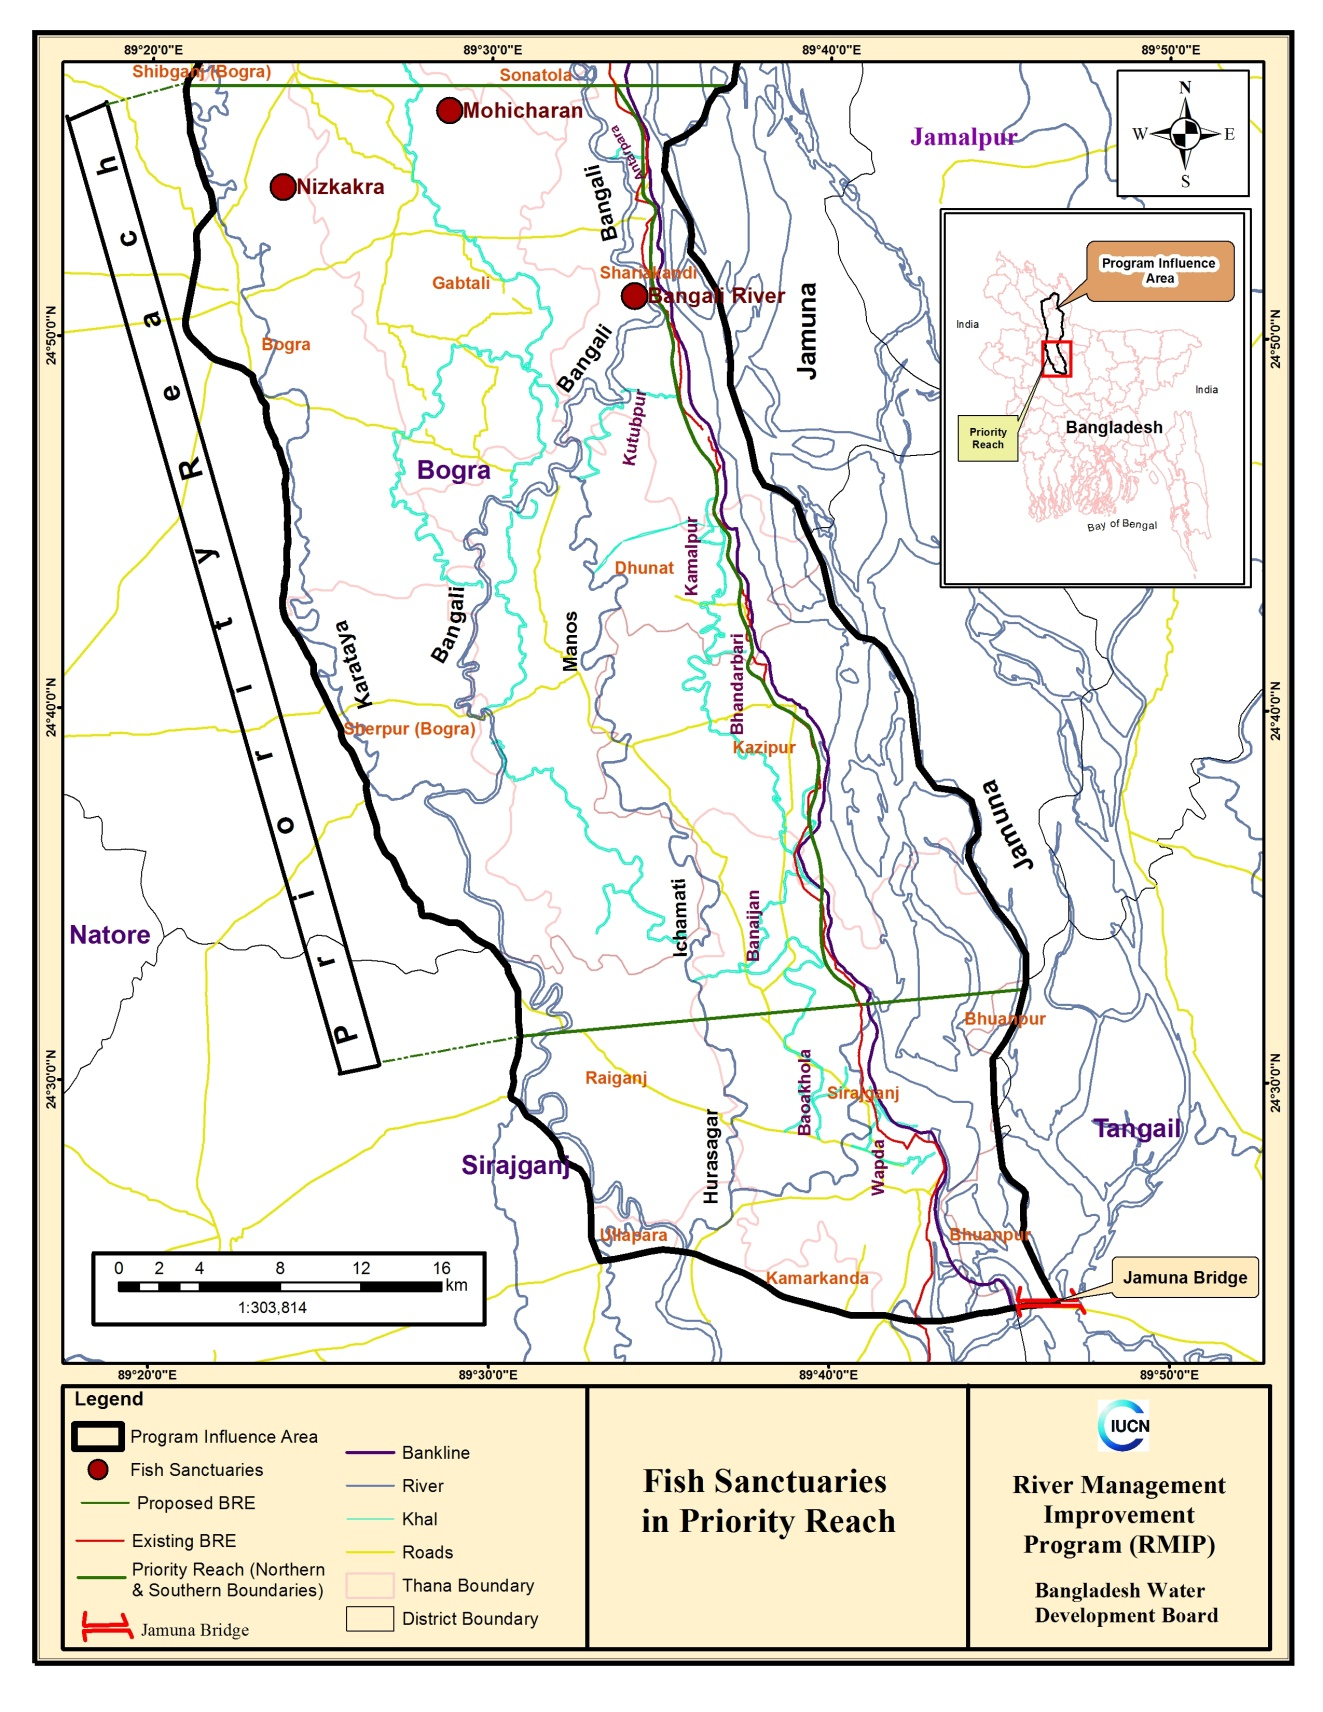 89°20'0"E
89°30'0"E
89°40'0"E
89°50'0"E
Shibganj (Bogra)
Sonatola
Mohicharan
Antarpara
Jamalpur
N
W
E
S
Nizkakra
Bangali
Shariakandi
Gabtali
Bangali River
Program Influence
Area
India
India
Priority
Reach
Bangladesh
Bay of Bengal
24°50'0"N
24°50'0"N
Bogra
Bangali
Jamuna
Kutubpur
Bogra
Priority Reach
Kamalpur
Dhunat
Bangali
Manos
Karataya
Bhandarbari
24°40'0"N
24°40'0"N
Sherpur (Bogra)
Kazipur
Jamuna
Ichamati
Banaijan
Natore
Bhuanpur
24°30'0"N
24°30'0"N
Raiganj
Baoakhola
Sirajganj
Tangail
Hurasagar
Wapda
Sirajganj
Ullapara
Bhuanpur
Kamarkanda
Jamuna Bridge
0 2 4 8 12 16
km
1:303,814
89°20'0"E
89°30'0"E
89°40'0"E
89°50'0"E
Legend
Program Influence Area
Fish Sanctuaries
Proposed BRE
Existing BRE
Priority Reach (Northern
& Southern Boundaries)
Jamuna Bridge
Bankline
River
Khal
Roads
Thana Boundary
District Boundary
Fish Sanctuaries
in Priority Reach
IUCN
River Management
Improvement
Program (RMIP)
Bangladesh Water
Development Board